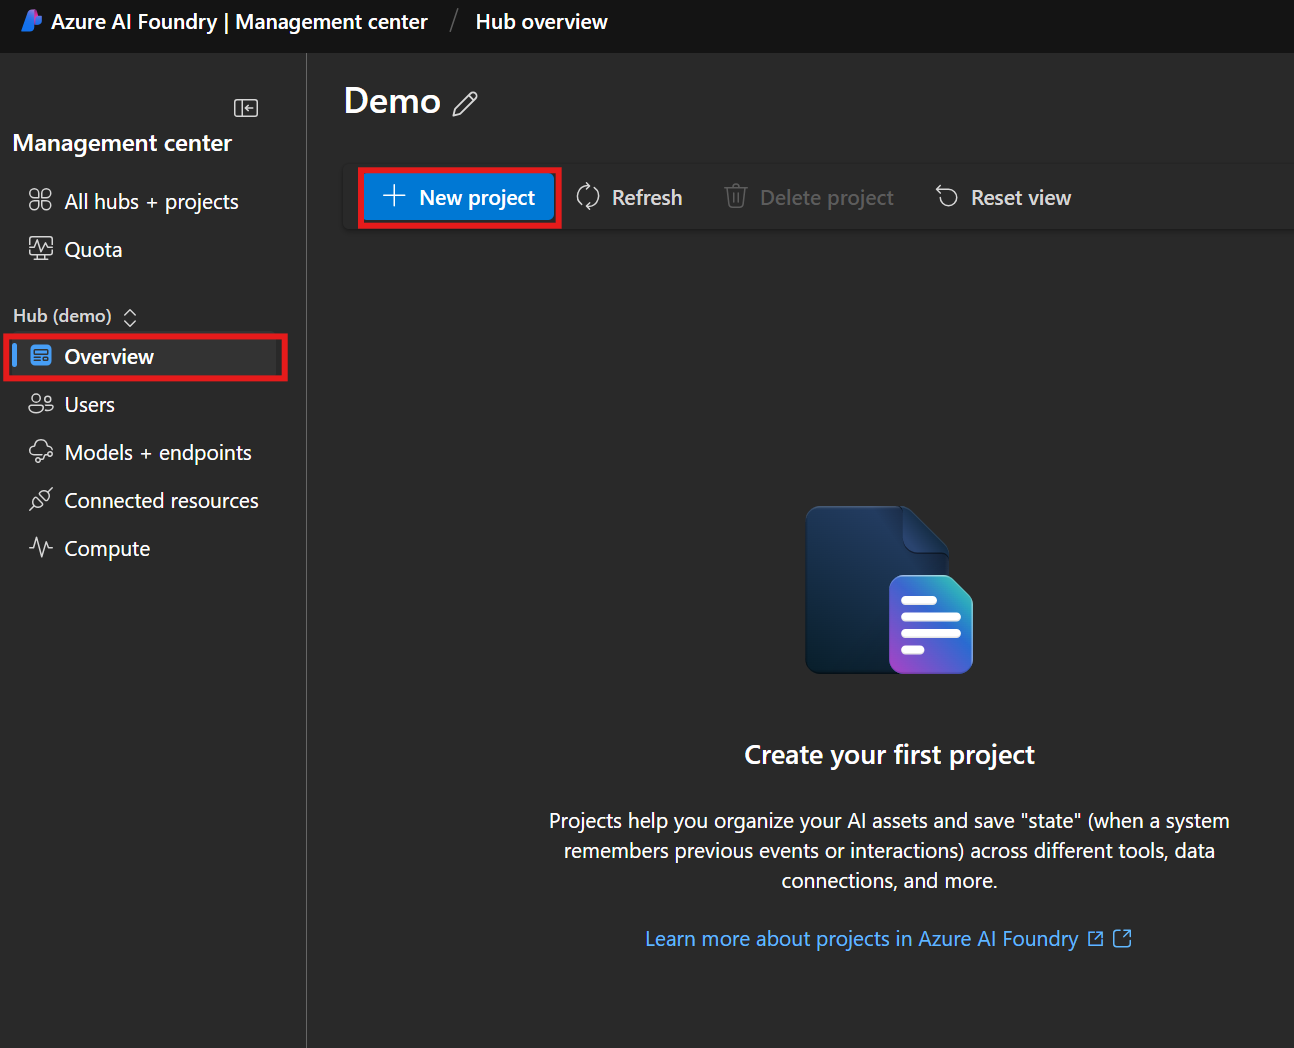 Azure AI Foundry | Management center / Hub overview
Management center
All hubs + projects
Quota
Hub (demo)
Overview
Users
Models + endpoints
Connected resources
Compute
Demo
New project Refresh Delete project Reset view
Create your first project
Projects help you organize your AI assets and save "state" (when a system
remembers previous events or interactions) across different tools, data
connections, and more.
Learn more about projects in Azure AI Foundry